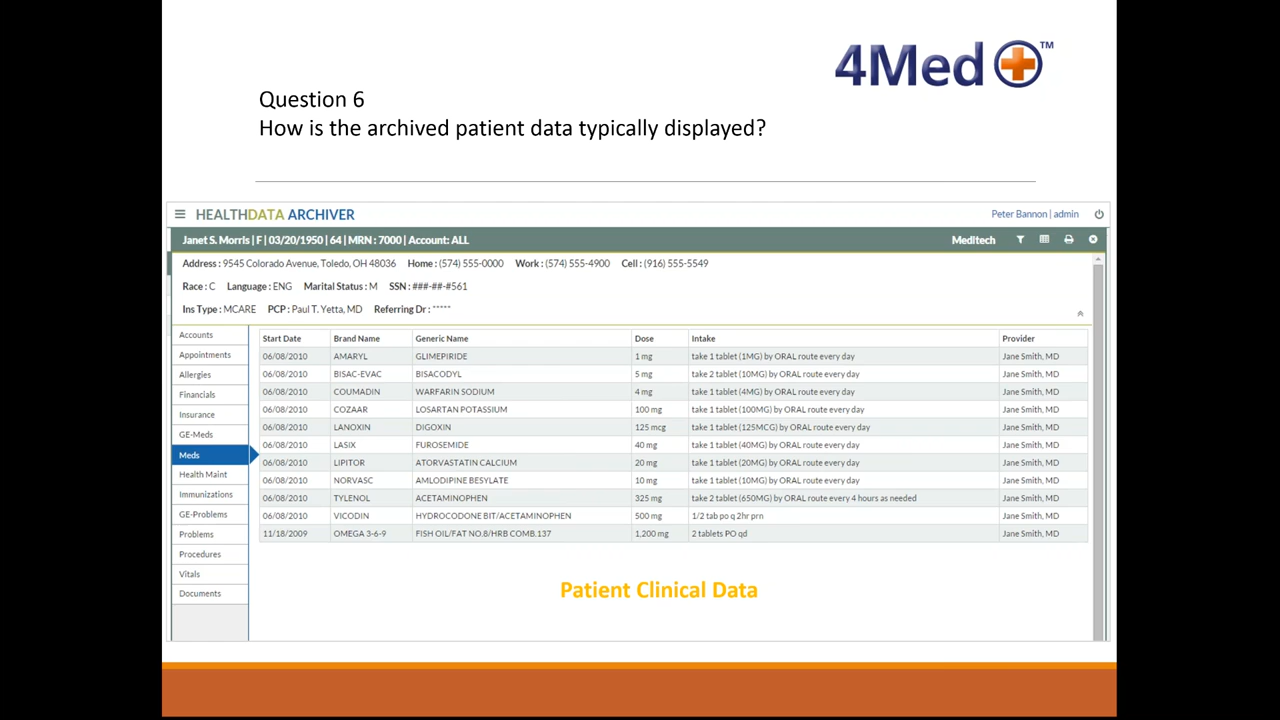 4Med ™
Question 6
How is the archived patient data typically displayed?
HEALTHDATA ARCHIVER
Peter Bannon | admin
Janet S. Morris | F | 03/20/1950 | 64 | MRN : 7000 | Account: ALL
Meditech
Address : 9545 Colorado Avenue, Toledo, OH 48036 Home : (574) 555-0000 Work : (574) 555-4900 Cell : (916) 555-5549
Race : C Language : ENG Marital Status : M SSN : ###-##-#561
Ins Type : MCARE PCP : Paul T. Yetta, MD Referring Dr : *****
Accounts
Appointments
Allergies
Financials
Insurance
GE-Meds
Meds
Health Maint
Immunizations
GE-Problems
Problems
Procedures
Vitals
Documents
Start Date Brand Name Generic Name Dose Intake Provider
06/08/2010 AMARYL GLIMEPIRIDE 1 mg take 1 tablet (1MG) by ORAL route every day Jane Smith, MD
06/08/2010 BISAC-EVAC BISACODYL 5 mg take 2 tablet (10MG) by ORAL route every day Jane Smith, MD
06/08/2010 COUMADIN WARFARIN SODIUM 4 mg take 1 tablet (4MG) by ORAL route every day Jane Smith, MD
06/08/2010 COZAAR LOSARTAN POTASSIUM 100 mg take 1 tablet (100MG) by ORAL route every day Jane Smith, MD
06/08/2010 LANOXIN DIGOXIN 125 mcg take 1 tablet (125MCG) by ORAL route every day Jane Smith, MD
06/08/2010 LASIX FUROSEMIDE 40 mg take 1 tablet (40MG) by ORAL route every day Jane Smith, MD
06/08/2010 LIPITOR ATORVASTATIN CALCIUM 20 mg take 1 tablet (20MG) by ORAL route every day Jane Smith, MD
06/08/2010 NORVASC AMLODIPINE BESYLATE 10 mg take 1 tablet (10MG) by ORAL route every day Jane Smith, MD
06/08/2010 TYLENOL ACETAMINOPHEN 325 mg take 2 tablet (650MG) by ORAL route every 4 hours as needed Jane Smith, MD
06/08/2010 VICODIN HYDROCODONE BIT/ACETAMINOPHEN 500 mg 1/2 tab po q 2hr prn Jane Smith, MD
11/18/2009 OMEGA 3-6-9 FISH OIL/FAT NO.8/HRB COMB.137 1,200 mg 2 tablets PO qd Jane Smith, MD
Patient Clinical Data